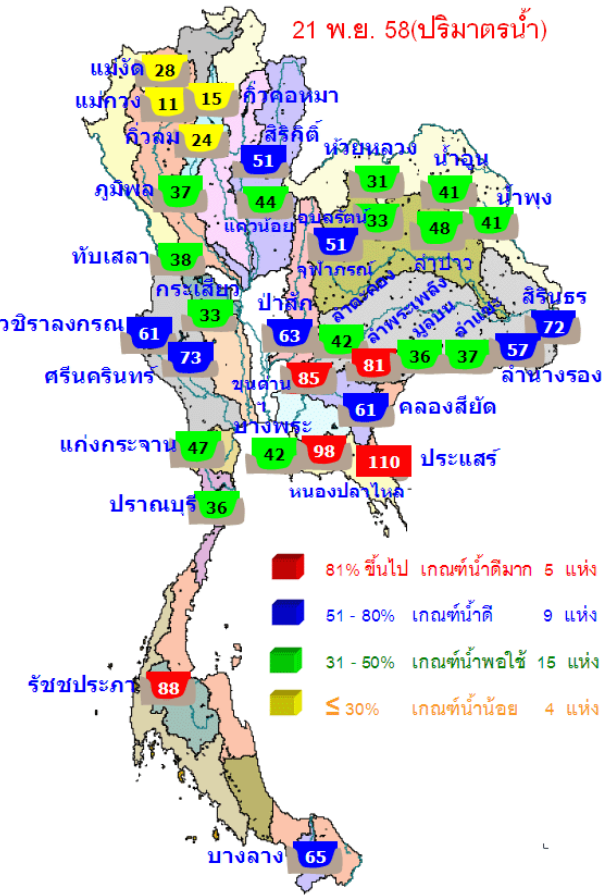 21 พ.ย. 58(ปริมาตรน้ำ)
แม่งัด 28
แม่กวง 11
15 กิ่วคอหมา
กิ่วลม 24
สิริกิติ์
51
ห้วยหลวง
31
น้ำอูน
41
น้ำพุง
41
ภูมิพล 37
44
แควน้อย
อุบลรัตน์
33
48
ลำปาว
51
จุฬาภรณ์
ทับเสลา 38
กระเสียว
33
ป่าสัก
63
ลำตะคอง
42
ลำพระเพลิง
81
มูลบน
36
ลำแชะ
37
สิรินธร
72
57
ลำนางรอง
วชิราลงกรณ
61
73
ศรีนครินทร์
85
ขุนด่าน
ฯ
61 คลองสียัด
บางพระ
42
98
หนองปลาไหล
110 ประแสร์
แก่งกระจาน 47
ปราณบุรี 36
81% ขึ้นไป เกณฑ์น้ำดีมาก 5 แห่ง
51 - 80% เกณฑ์น้ำดี 9 แห่ง
31 - 50% เกณฑ์น้ำพอใช้ 15 แห่ง
≤ 30% เกณฑ์น้ำน้อย 4 แห่ง
รัชชประภา 88
บางลาง 65